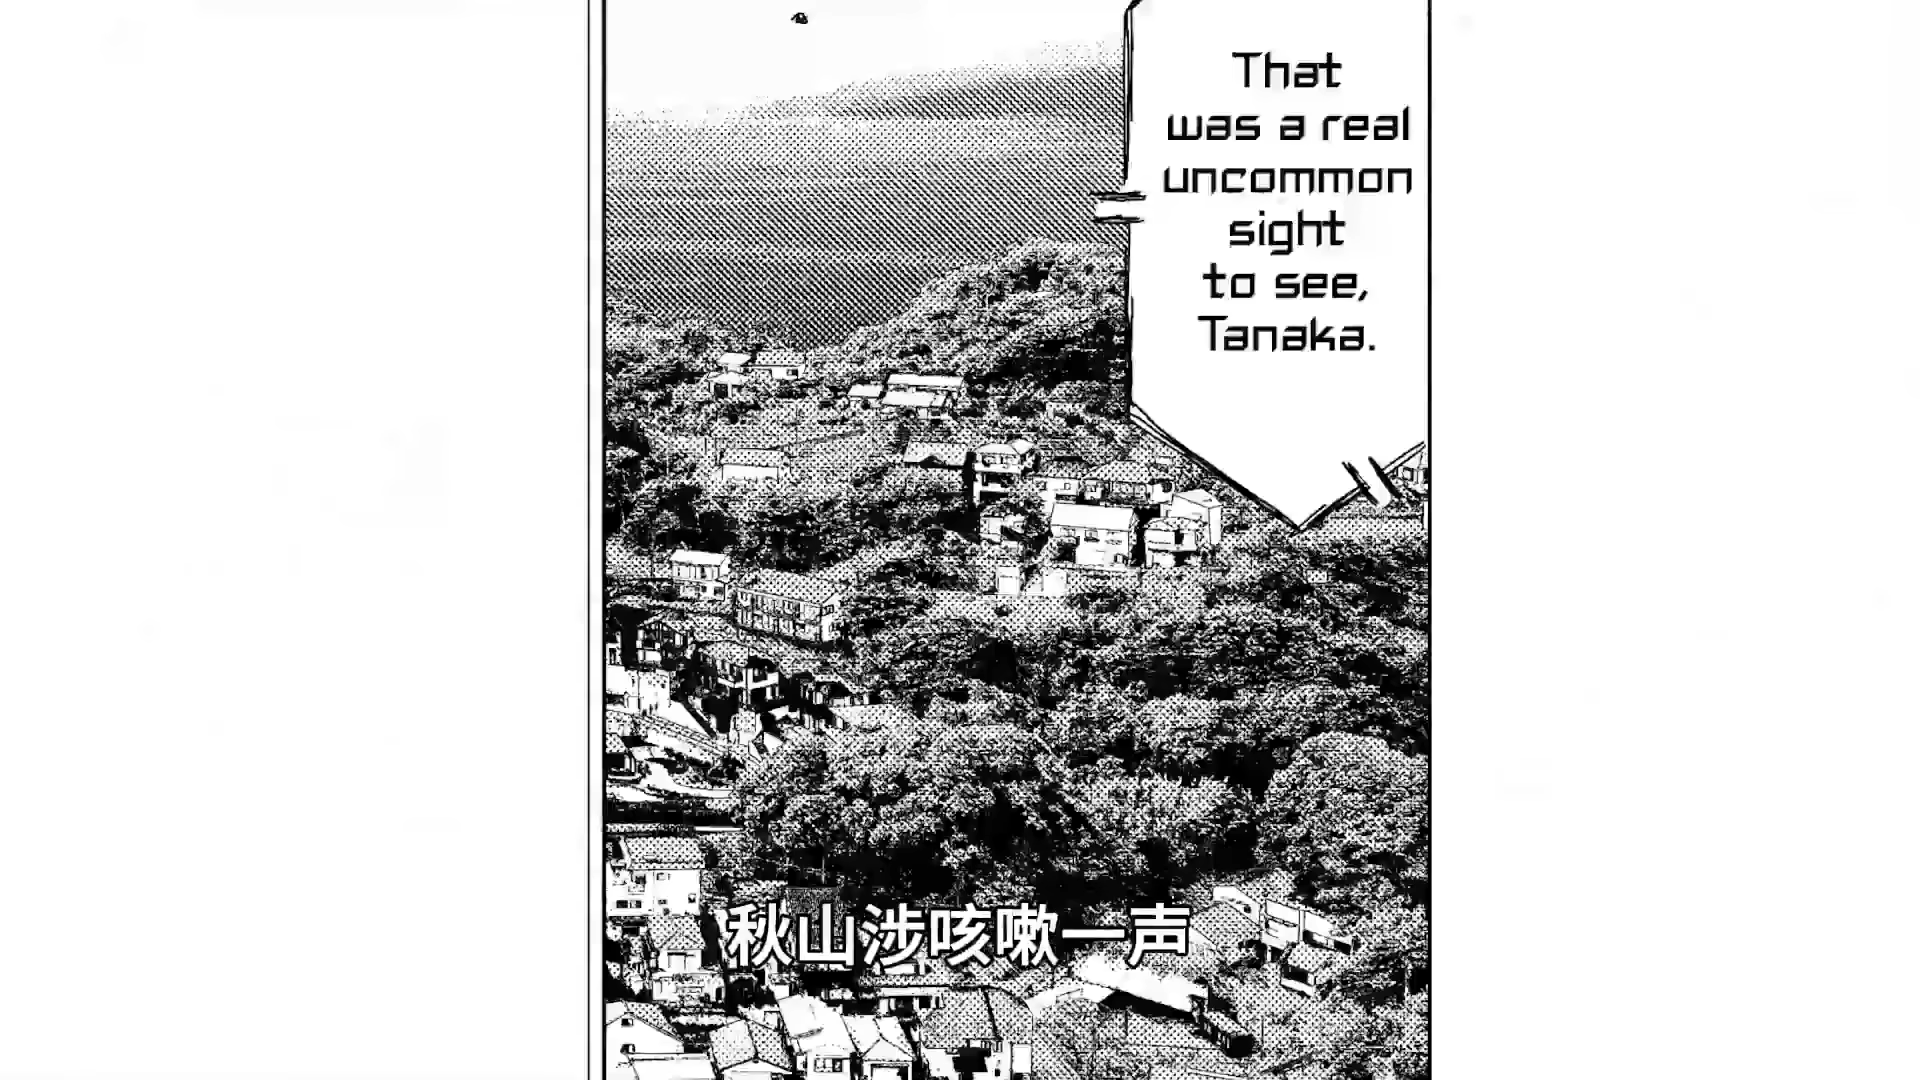 That
was a real
uncommon
sight
to see,
Tanaka.
秋山涉咳嗽一声